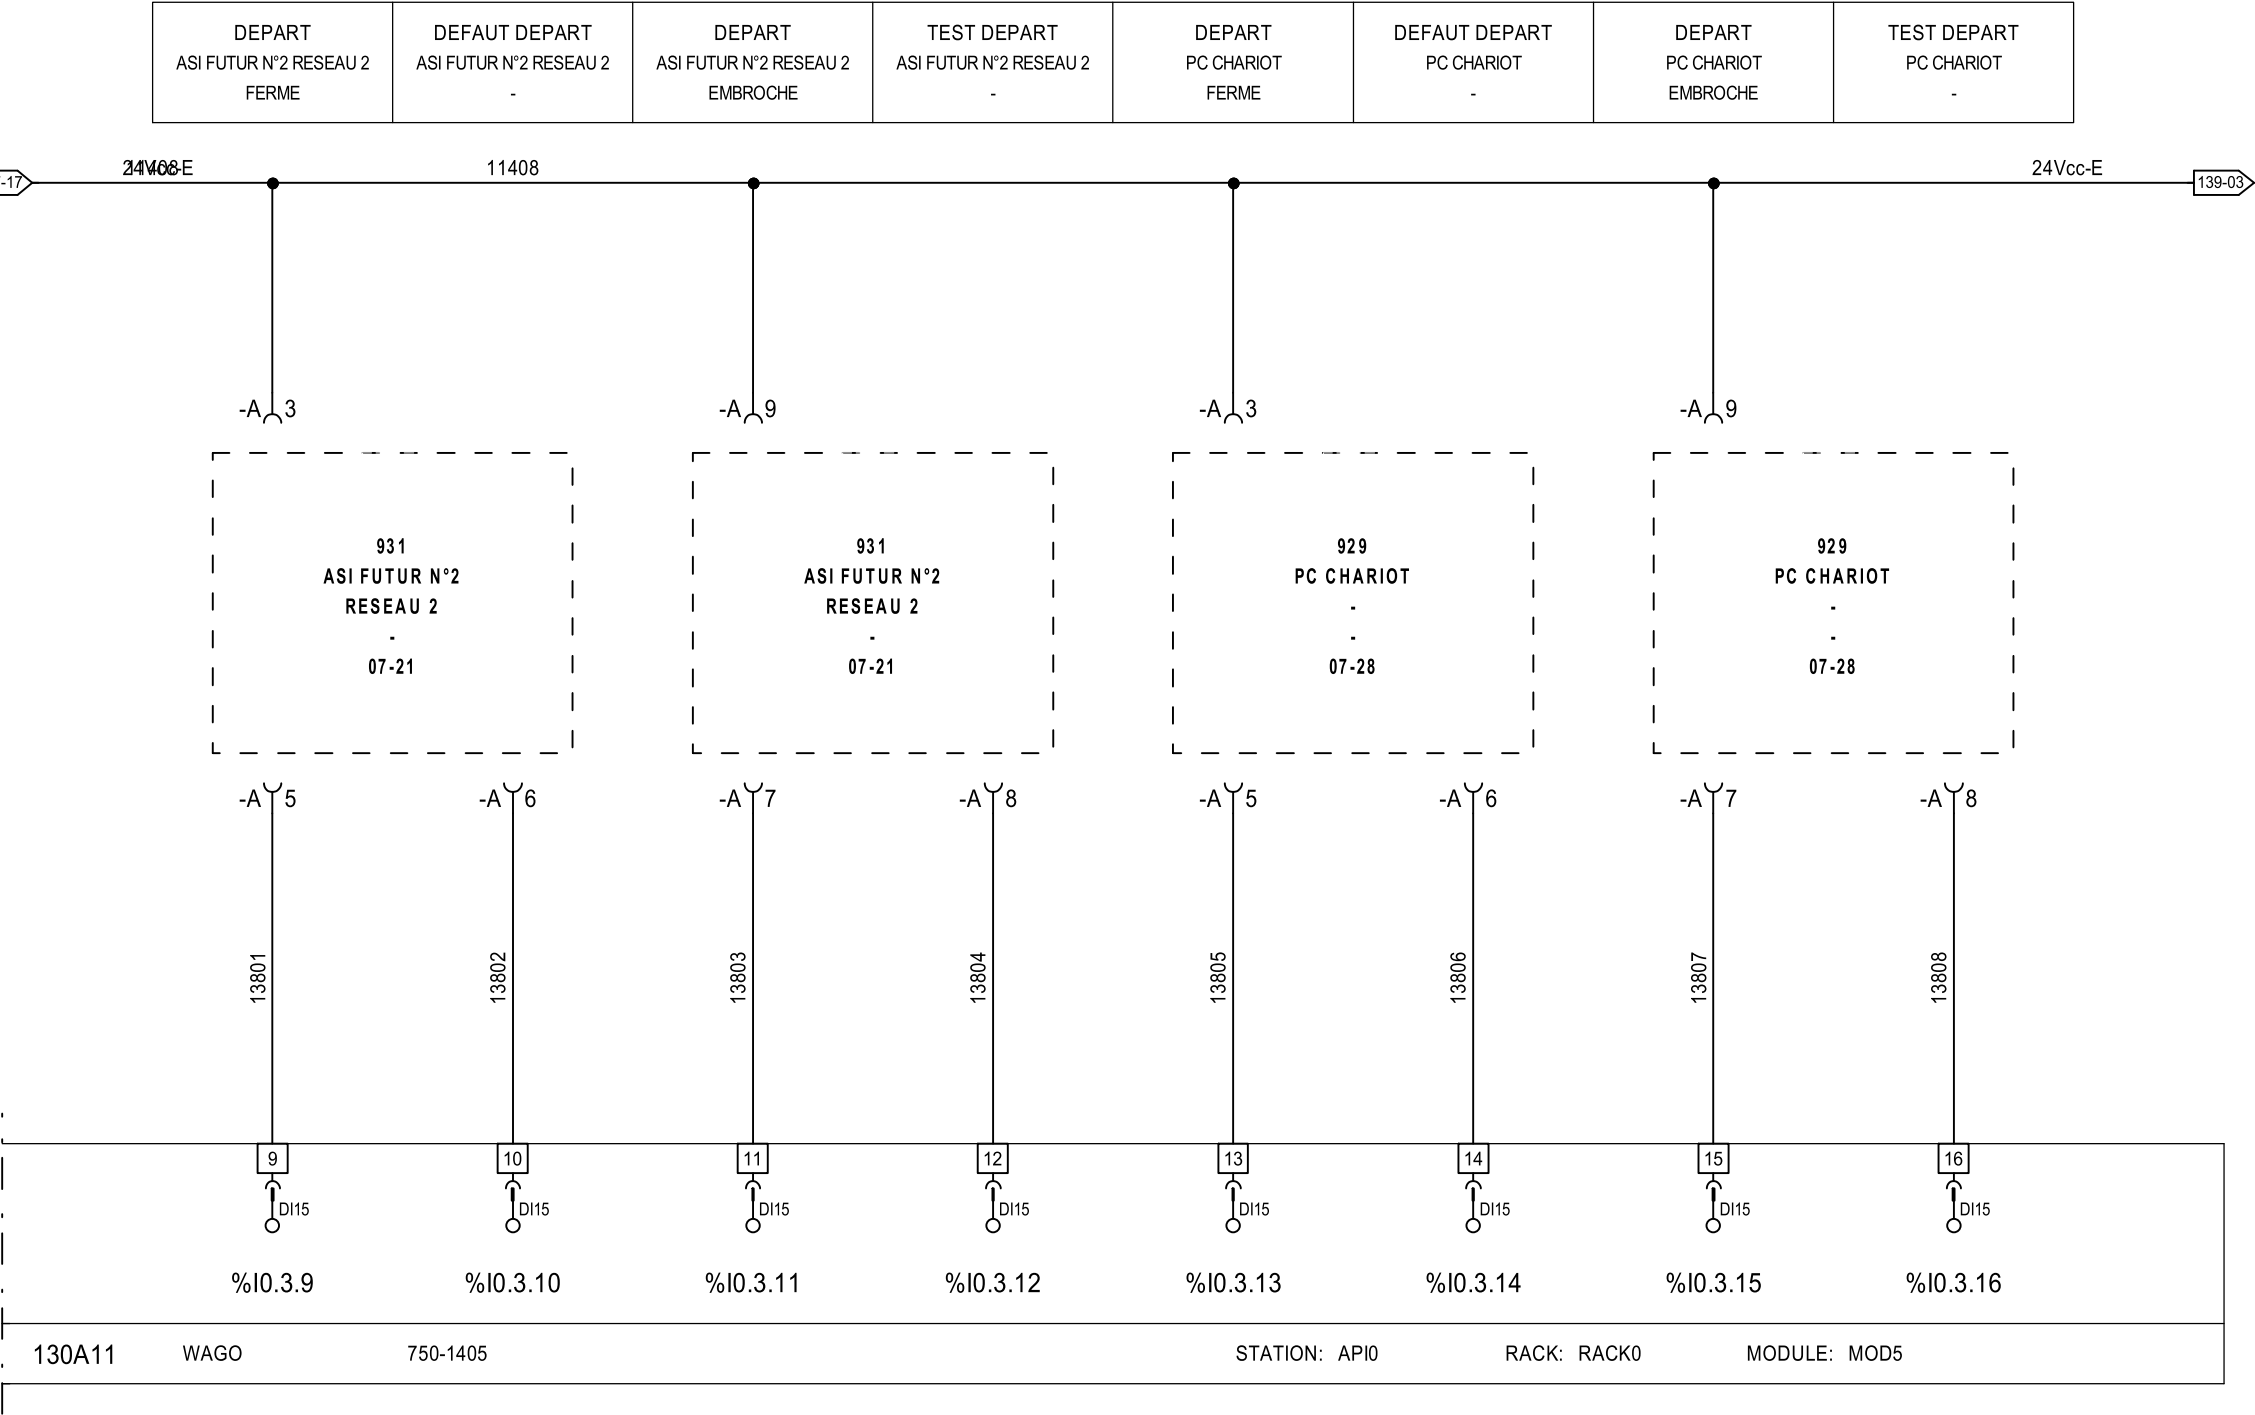 DEPART
ASI FUTUR N°2 RESEAU 2
FERME
DEFAUT DEPART
ASI FUTUR N°2 RESEAU 2
-
DEPART
ASI FUTUR N°2 RESEAU 2
EMBROCHE
TEST DEPART
ASI FUTUR N°2 RESEAU 2
-
DEPART
PC CHARIOT
FERME
DEFAUT DEPART
PC CHARIOT
-
DEPART
PC CHARIOT
EMBROCHE
TEST DEPART
PC CHARIOT
-
-17
24Vcc-E
11408
11408
24Vcc-E
139-03
-A 3
-A 9
-A 3
-A 9
931
ASI FUTUR N°2
RESEAU 2
-
07-21
931
ASI FUTUR N°2
RESEAU 2
-
07-21
929
PC CHARIOT
-
-
07-28
929
PC CHARIOT
-
-
07-28
-A 5
-A 6
-A 7
-A 8
-A 5
-A 6
-A 7
-A 8
13801
13802
13803
13804
13805
13806
13807
13808
9
10
11
12
13
14
15
16
DI15
DI15
DI15
DI15
DI15
DI15
DI15
DI15
%I0.3.9
%I0.3.10
%I0.3.11
%I0.3.12
%I0.3.13
%I0.3.14
%I0.3.15
%I0.3.16
130A11 WAGO 750-1405 STATION: API0 RACK: RACK0 MODULE: MOD5